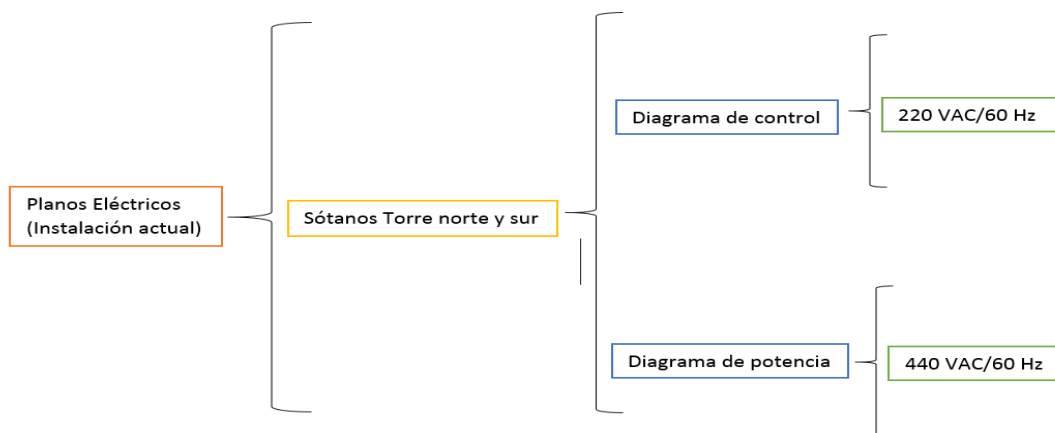 Planos Eléctricos
(Instalación actual)
Sótanos Torre norte y sur
Diagrama de control
220 VAC/60 Hz
Diagrama de potencia
440 VAC/60 Hz